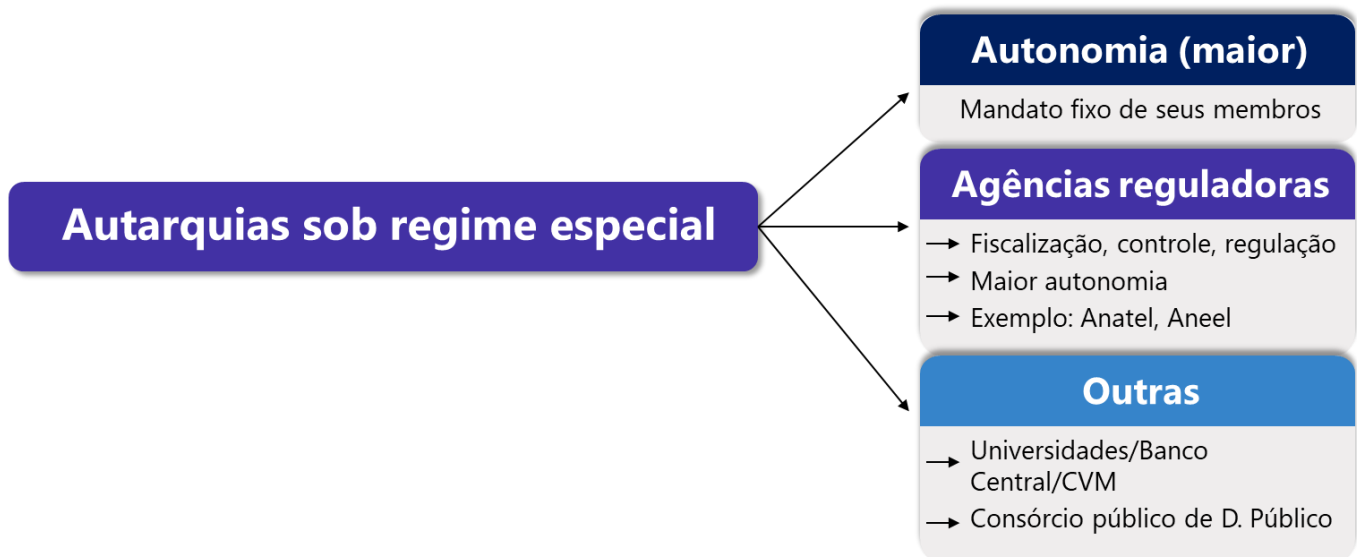 Autarquias sob regime especial
Autonomia (maior)
Mandato fixo de seus membros
Agências reguladoras
Fiscalização, controle, regulação
Maior autonomia
Exemplo: Anatel, Aneel
Outras
Universidades/Banco
Central/CVM
Consórcio público de D. Público